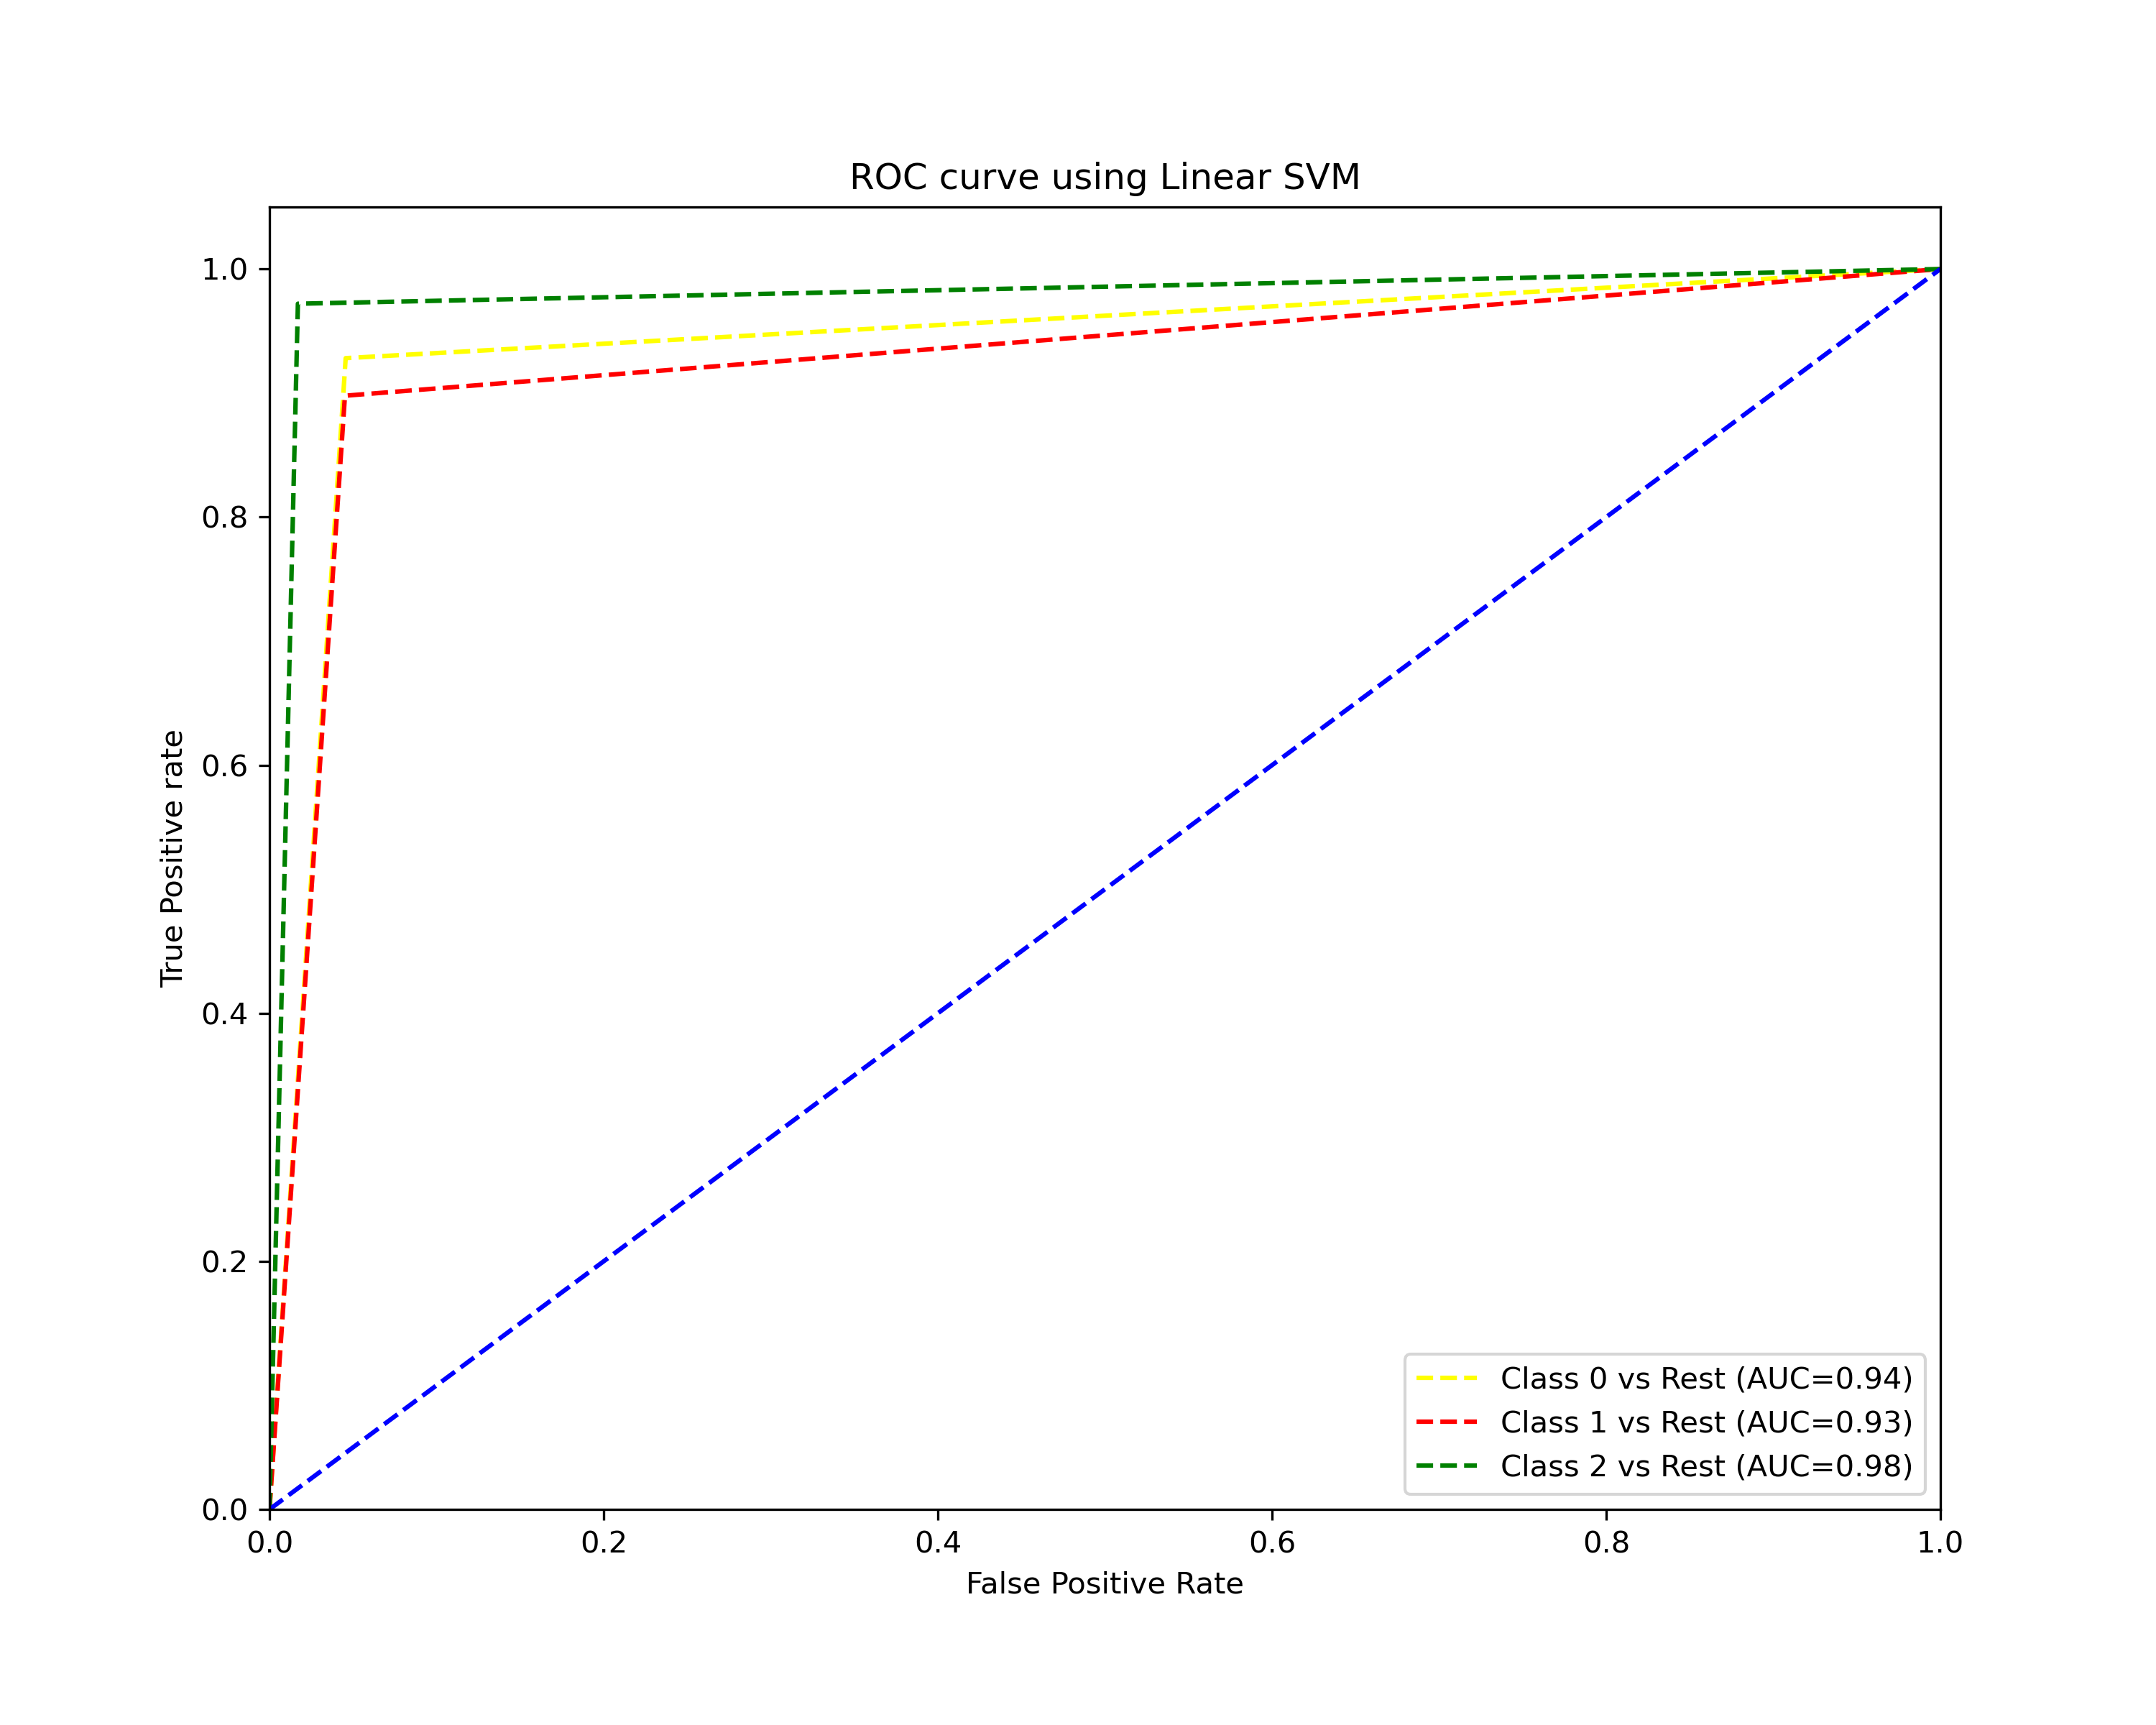 ROC curve using Linear SVM
True Positive rate
1.0
0.8
0.6
0.4
0.2
0.0
0.0 0.2 0.4 0.6 0.8 1.0
False Positive Rate
Class 0 vs Rest (AUC=0.94)
Class 1 vs Rest (AUC=0.93)
Class 2 vs Rest (AUC=0.98)